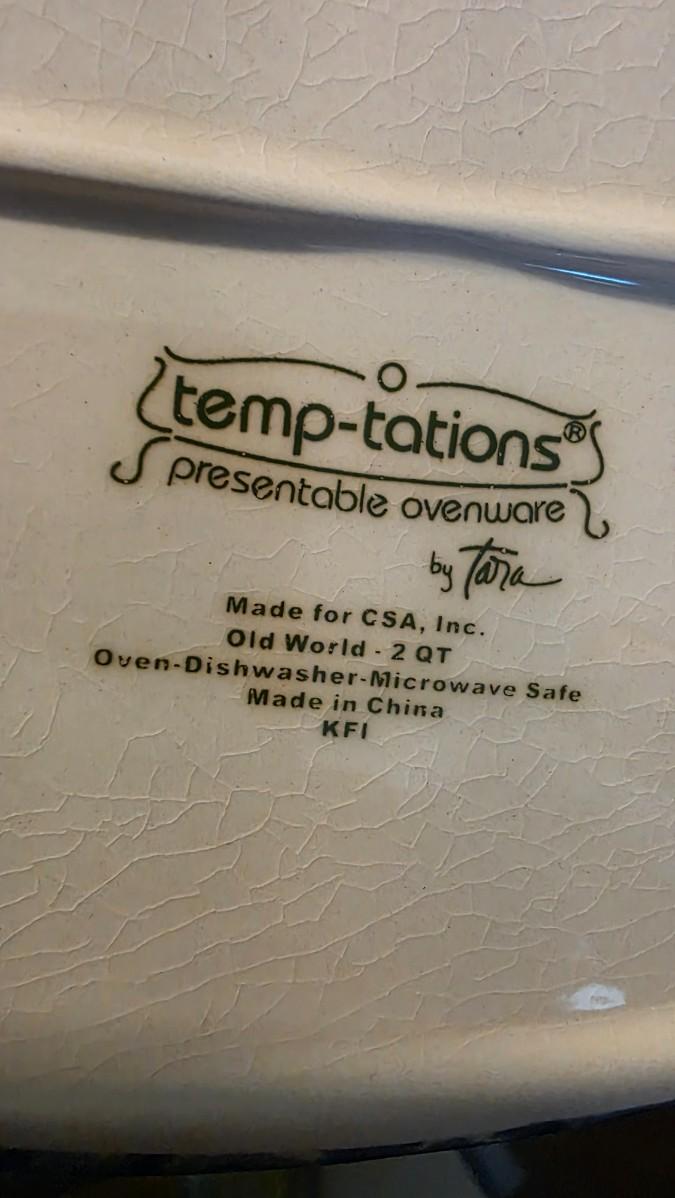 temp-tations®
presentable ovenware
by Tara
Made for CSA, Inc.
Old World - 2 QT
Oven-Dishwasher-Microwave Safe
Made in China
KFI